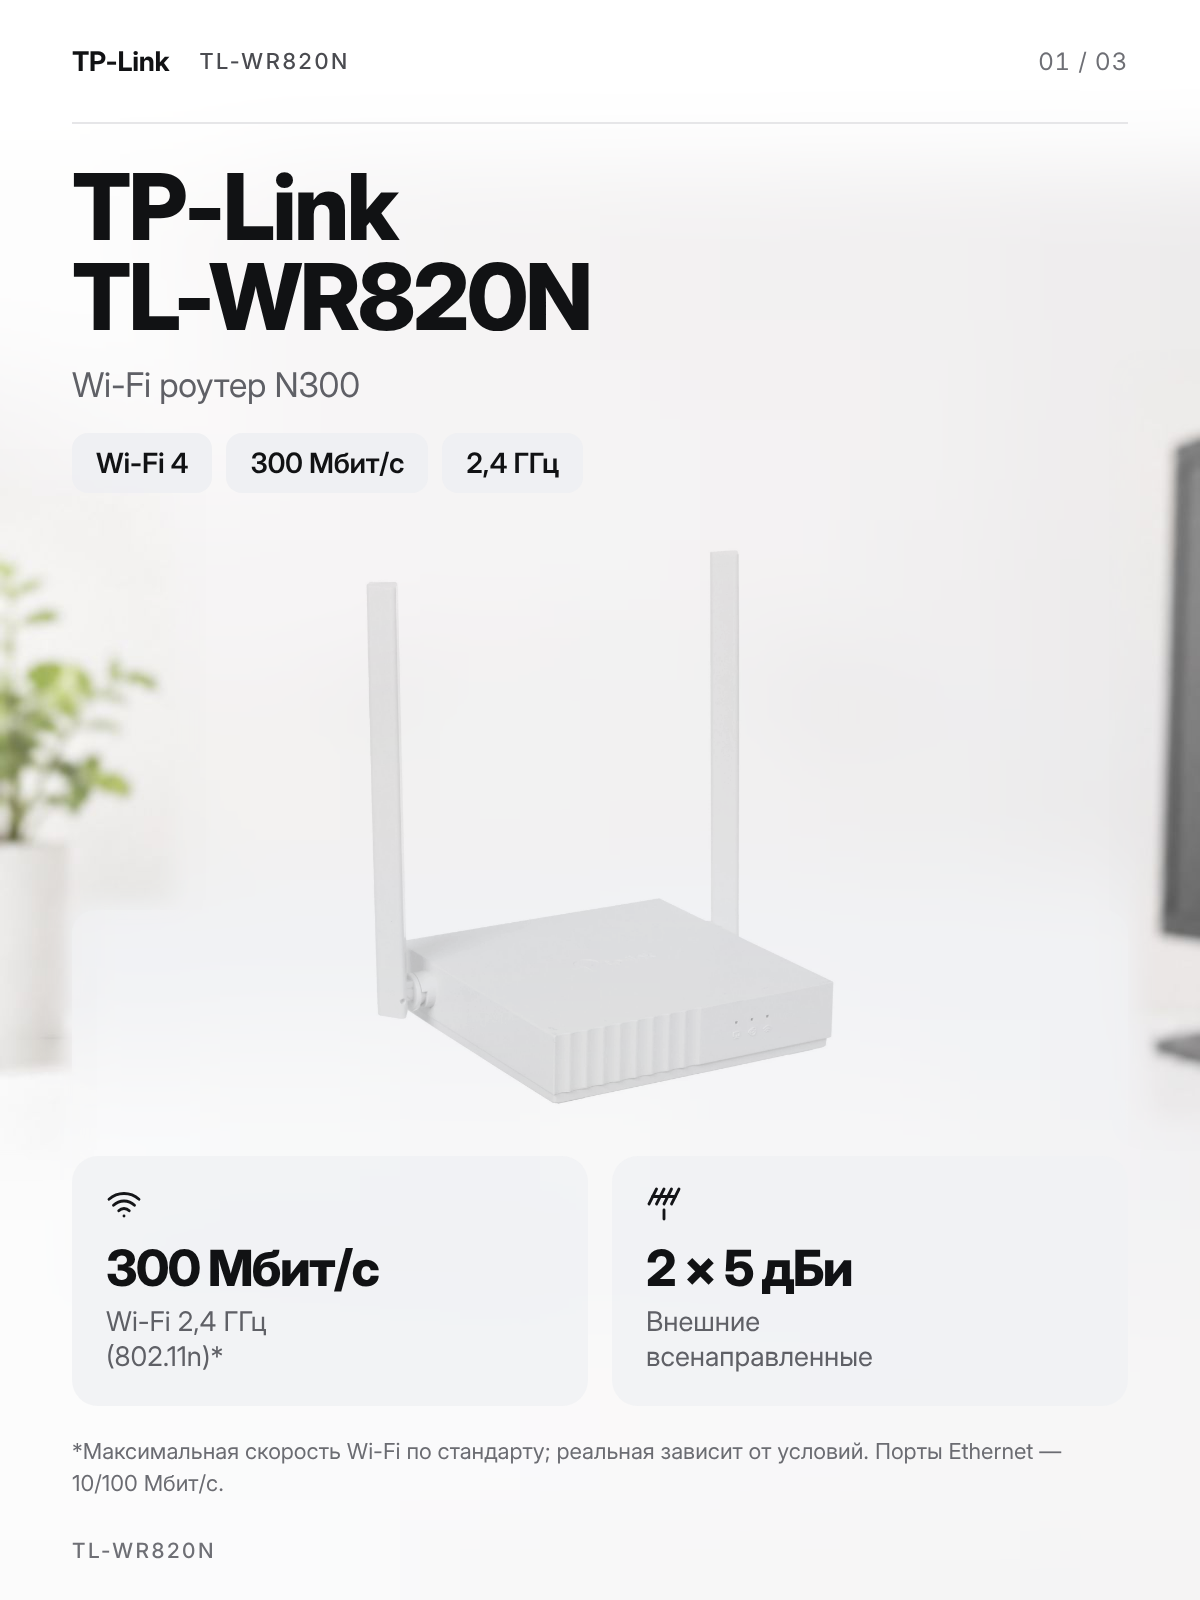 TP-Link TL-WR820N 01 / 03
TP-Link
TL-WR820N
Wi-Fi роутер N300
Wi-Fi 4 300 Мбит/с 2,4 ГГц
300 Мбит/с
Wi-Fi 2,4 ГГц
(802.11n)*
2 × 5 дБи
Внешние
всенаправленные
*Максимальная скорость Wi-Fi по стандарту; реальная зависит от условий. Порты Ethernet —
10/100 Мбит/с.
TL-WR820N